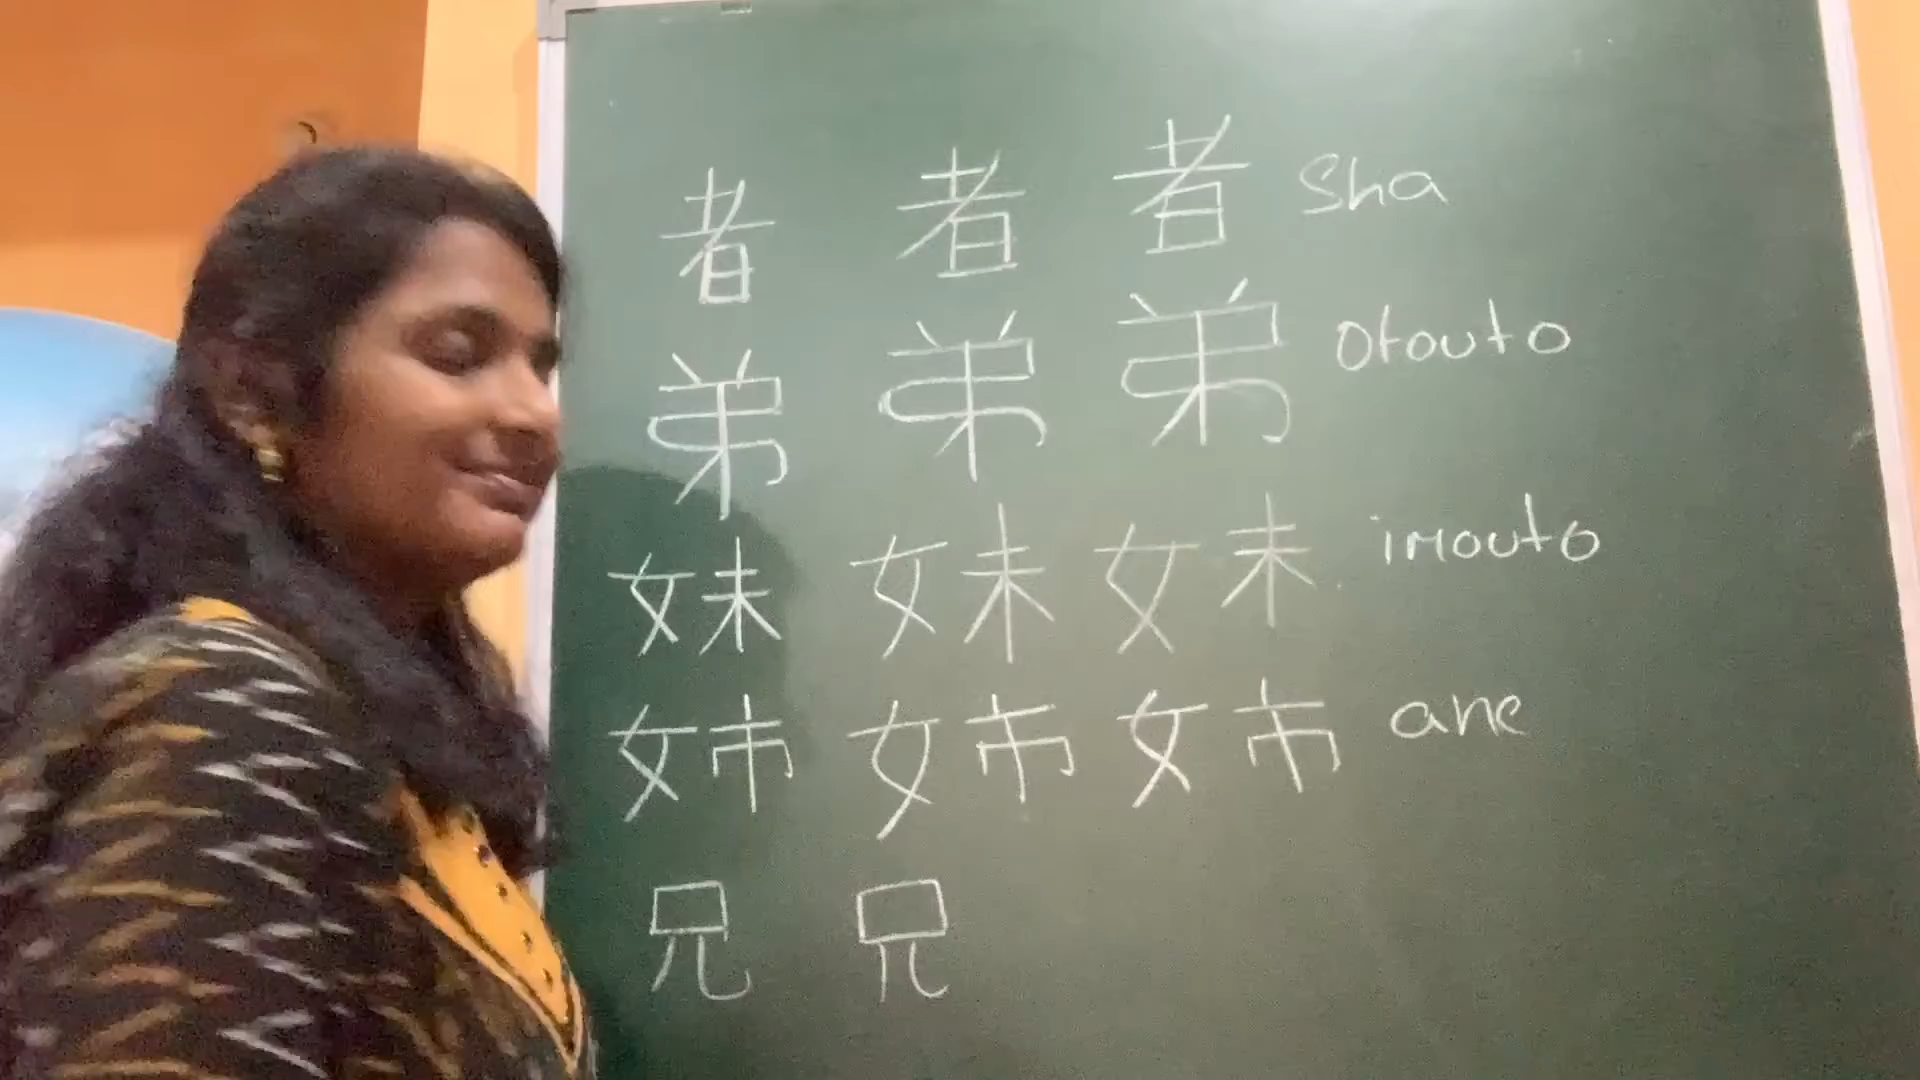 者 者 者 Sha
弟 弟 弟 Otouto
妹 妹 妹 imouto
姉 姉 姉 ane
兄 兄